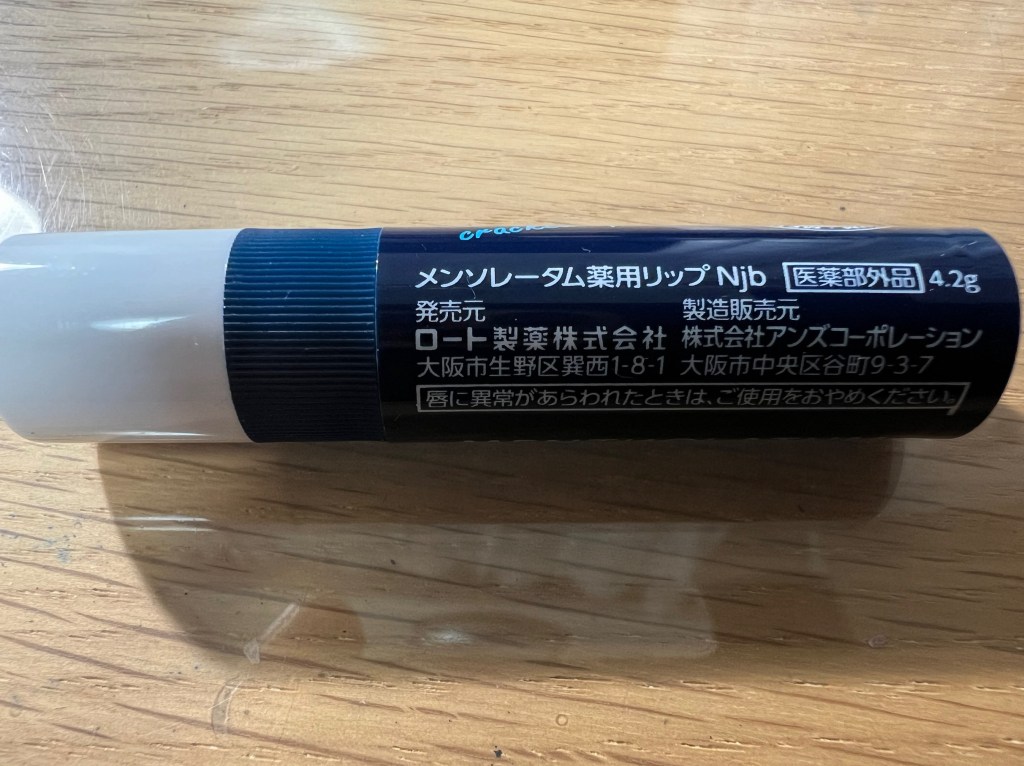 メンソレータム薬用リップ Njb 医薬部外品 4.2g
発売元 製造販売元
ロート製薬株式会社 株式会社アンズコーポレーション
大阪市生野区巽西1-8-1 大阪市中央区谷町9-3-7
唇に異常があらわれたときは、ご使用をおやめください。